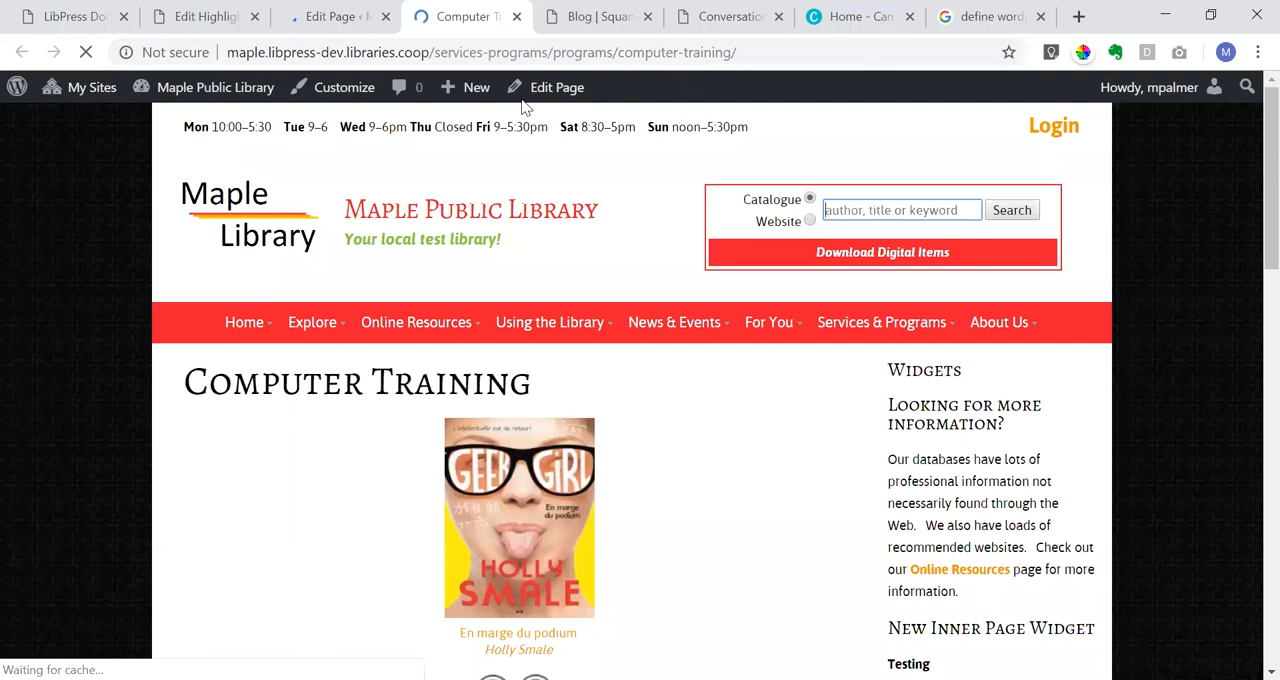 LibPress Do
Edit Highlig
Edit Page ‹ M
Computer Tr
Blog | Squar
Conversation
Home - Can
define word
Not secure
maple.libpress-dev.libraries.coop/services-programs/programs/computer-training/
D
M
My Sites
Maple Public Library
Customize
0
New
Edit Page
Howdy, mpalmer
Mon 10:00–5:30 Tue 9–6 Wed 9–6pm Thu Closed Fri 9–5:30pm Sat 8:30–5pm Sun noon–5:30pm
Login
Maple
Library
Maple Public Library
Your local test library!
Catalogue
Website
author, title or keyword
Search
Download Digital Items
Home
Explore
Online Resources
Using the Library
News & Events
For You
Services & Programs
About Us
Computer Training
GEEK GIRL
En marge
du podium
HOLLY
SMALE
En marge du podium
Holly Smale
Widgets
Looking for more
information?
Our databases have lots of
professional information not
necessarily found through the
Web. We also have loads of
recommended websites. Check out
our Online Resources page for more
information.
New Inner Page Widget
Testing
Waiting for cache...